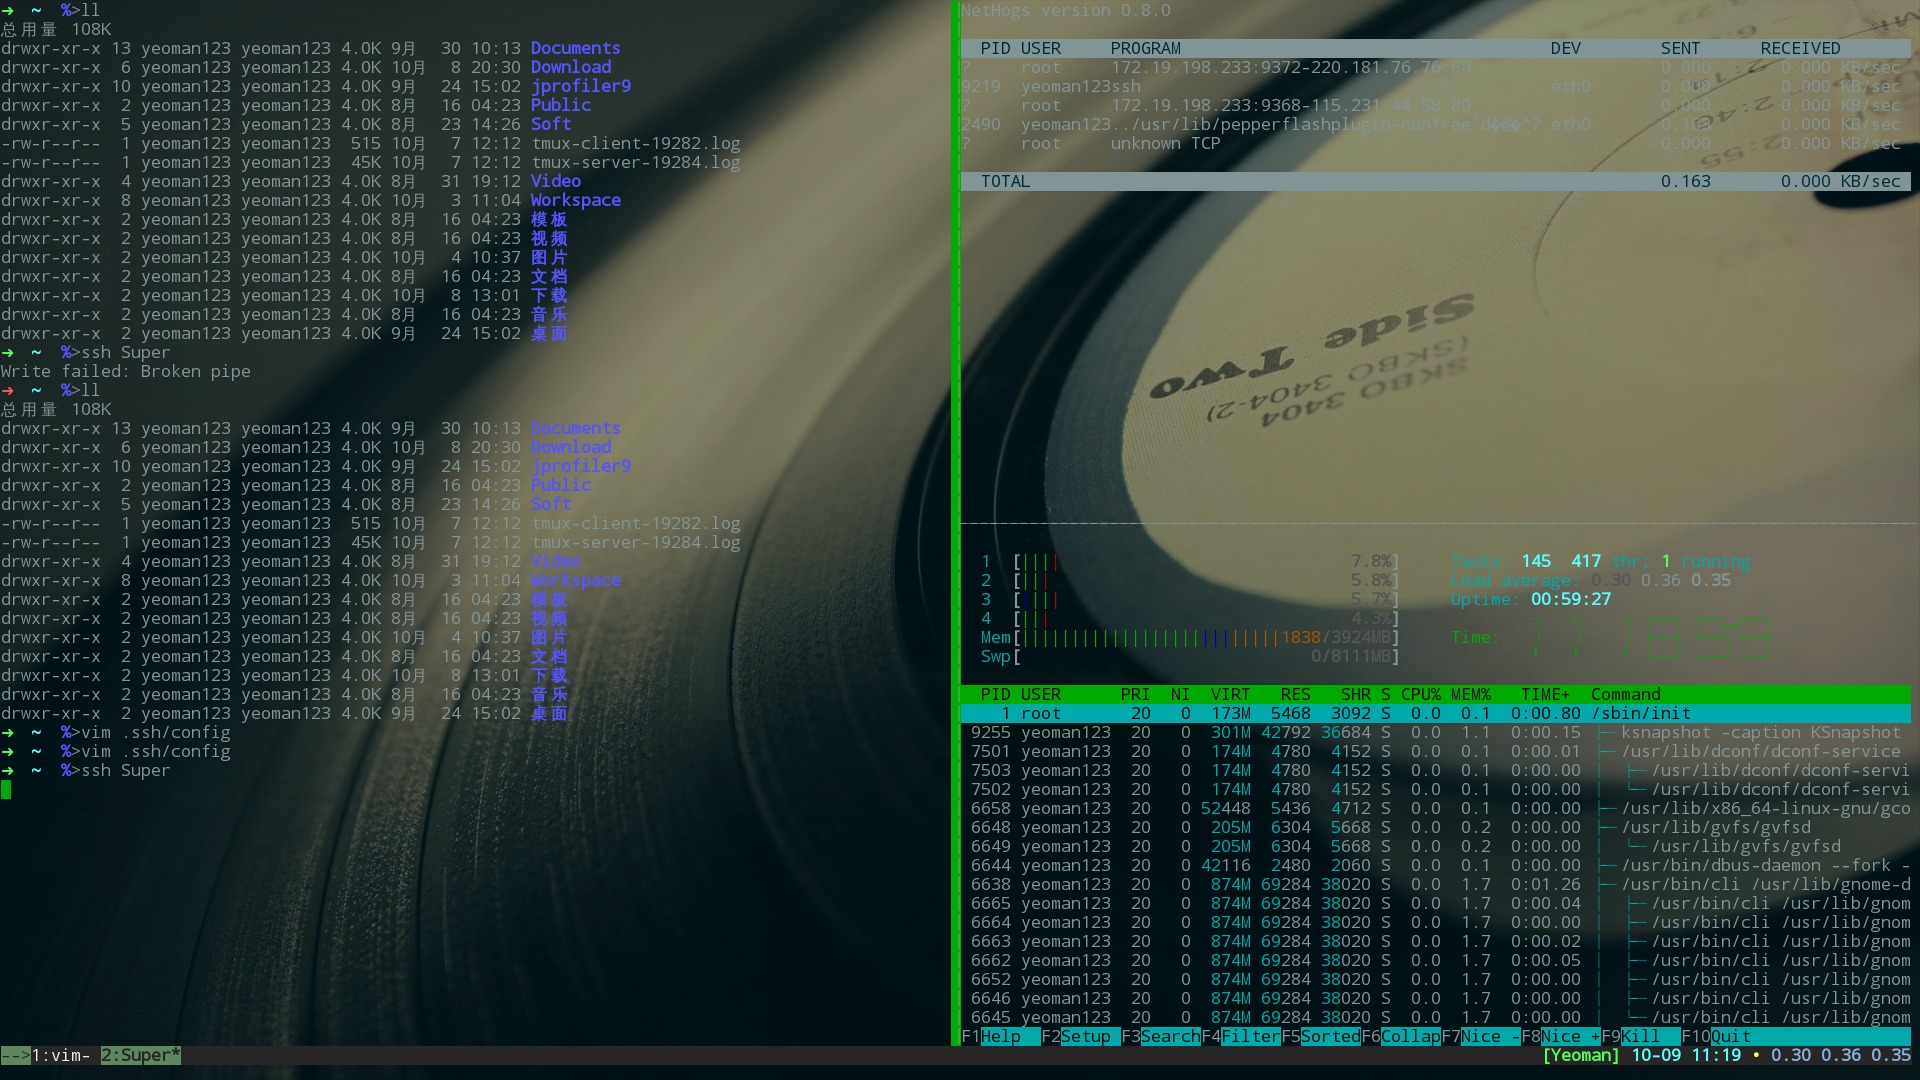 ➜  ~  %>ll
总用量 108K
drwxr-xr-x 13 yeoman123 yeoman123 4.0K 9月   30 10:13 Documents
drwxr-xr-x  6 yeoman123 yeoman123 4.0K 10月  8 20:30 Download
drwxr-xr-x 10 yeoman123 yeoman123 4.0K 9月   24 15:02 jprofiler9
drwxr-xr-x  2 yeoman123 yeoman123 4.0K 8月   16 04:23 Public
drwxr-xr-x  5 yeoman123 yeoman123 4.0K 8月   23 14:26 Soft
-rw-r--r--  1 yeoman123 yeoman123  515 10月  7 12:12 tmux-client-19282.log
-rw-r--r--  1 yeoman123 yeoman123  45K 10月  7 12:12 tmux-server-19284.log
drwxr-xr-x  4 yeoman123 yeoman123 4.0K 8月   31 19:12 Video
drwxr-xr-x  8 yeoman123 yeoman123 4.0K 10月  3 11:04 Workspace
drwxr-xr-x  2 yeoman123 yeoman123 4.0K 8月   16 04:23 模板
drwxr-xr-x  2 yeoman123 yeoman123 4.0K 8月   16 04:23 视频
drwxr-xr-x  2 yeoman123 yeoman123 4.0K 10月  4 10:37 图片
drwxr-xr-x  2 yeoman123 yeoman123 4.0K 8月   16 04:23 文档
drwxr-xr-x  2 yeoman123 yeoman123 4.0K 10月  8 13:01 下载
drwxr-xr-x  2 yeoman123 yeoman123 4.0K 8月   16 04:23 音乐
drwxr-xr-x  2 yeoman123 yeoman123 4.0K 9月   24 15:02 桌面
➜  ~  %>ssh Super
Write failed: Broken pipe
➜  ~  %>ll
总用量 108K
drwxr-xr-x 13 yeoman123 yeoman123 4.0K 9月   30 10:13 Documents
drwxr-xr-x  6 yeoman123 yeoman123 4.0K 10月  8 20:30 Download
drwxr-xr-x 10 yeoman123 yeoman123 4.0K 9月   24 15:02 jprofiler9
drwxr-xr-x  2 yeoman123 yeoman123 4.0K 8月   16 04:23 Public
drwxr-xr-x  5 yeoman123 yeoman123 4.0K 8月   23 14:26 Soft
-rw-r--r--  1 yeoman123 yeoman123  515 10月  7 12:12 tmux-client-19282.log
-rw-r--r--  1 yeoman123 yeoman123  45K 10月  7 12:12 tmux-server-19284.log
drwxr-xr-x  4 yeoman123 yeoman123 4.0K 8月   31 19:12 Video
drwxr-xr-x  8 yeoman123 yeoman123 4.0K 10月  3 11:04 Workspace
drwxr-xr-x  2 yeoman123 yeoman123 4.0K 8月   16 04:23 模板
drwxr-xr-x  2 yeoman123 yeoman123 4.0K 8月   16 04:23 视频
drwxr-xr-x  2 yeoman123 yeoman123 4.0K 10月  4 10:37 图片
drwxr-xr-x  2 yeoman123 yeoman123 4.0K 8月   16 04:23 文档
drwxr-xr-x  2 yeoman123 yeoman123 4.0K 10月  8 13:01 下载
drwxr-xr-x  2 yeoman123 yeoman123 4.0K 8月   16 04:23 音乐
drwxr-xr-x  2 yeoman123 yeoman123 4.0K 9月   24 15:02 桌面
➜  ~  %>vim .ssh/config
➜  ~  %>vim .ssh/config
➜  ~  %>ssh Super
NetHogs version 0.8.0
PID USER     PROGRAM     DEV     SENT     RECEIVED
?     root     172.19.198.233:9372-220.181.76.76:80     0.000     0.000 KB/sec
9219  yeoman123ssh     eth0     0.000     0.000 KB/sec
?     root     172.19.198.233:9368-115.231.44.58:80     0.000     0.000 KB/sec
2490  yeoman123../usr/lib/pepperflashplugin-nonfree     eth0     0.163     0.000 KB/sec
?     root     unknown TCP     0.000     0.000 KB/sec
TOTAL     0.163     0.000 KB/sec
Side Two
(SKBO 3404-2)
SKBO 3404
1  [||||     7.8%]
2  [|||     5.8%]
3  [||||     5.7%]
4  [|||     4.3%]
Mem[||||||||||||||||||||||||||1838/3924MB]
Swp[     0/8111MB]
Tasks: 145, 417 thr; 1 running
Load average: 0.30 0.36 0.35
Uptime: 00:59:27
Time:
PID USER      PRI  NI  VIRT   RES   SHR S CPU% MEM%   TIME+  Command
1 root       20   0  173M  5468  3092 S  0.0  0.1  0:00.80 /sbin/init
9255 yeoman123  20   0  301M 42792 36684 S  0.0  1.1  0:00.15 ├─ ksnapshot -caption KSnapshot
7501 yeoman123  20   0  174M  4780  4152 S  0.0  0.1  0:00.01 ├─ /usr/lib/dconf/dconf-service
7503 yeoman123  20   0  174M  4780  4152 S  0.0  0.1  0:00.00 │  ├─ /usr/lib/dconf/dconf-servi
7502 yeoman123  20   0  174M  4780  4152 S  0.0  0.1  0:00.00 │  └─ /usr/lib/dconf/dconf-servi
6658 yeoman123  20   0 52448  5436  4712 S  0.0  0.1  0:00.00 ├─ /usr/lib/x86_64-linux-gnu/gco
6648 yeoman123  20   0  205M  6304  5668 S  0.0  0.2  0:00.00 ├─ /usr/lib/gvfs/gvfsd
6649 yeoman123  20   0  205M  6304  5668 S  0.0  0.2  0:00.00 │  └─ /usr/lib/gvfs/gvfsd
6644 yeoman123  20   0 42116  2480  2060 S  0.0  0.1  0:00.00 ├─ /usr/bin/dbus-daemon --fork -
6638 yeoman123  20   0  874M 69284 38020 S  0.0  1.7  0:01.26 ├─ /usr/bin/cli /usr/lib/gnome-d
6665 yeoman123  20   0  874M 69284 38020 S  0.0  1.7  0:00.04 │  ├─ /usr/bin/cli /usr/lib/gnom
6664 yeoman123  20   0  874M 69284 38020 S  0.0  1.7  0:00.00 │  ├─ /usr/bin/cli /usr/lib/gnom
6663 yeoman123  20   0  874M 69284 38020 S  0.0  1.7  0:00.02 │  ├─ /usr/bin/cli /usr/lib/gnom
6662 yeoman123  20   0  874M 69284 38020 S  0.0  1.7  0:00.05 │  ├─ /usr/bin/cli /usr/lib/gnom
6652 yeoman123  20   0  874M 69284 38020 S  0.0  1.7  0:00.00 │  ├─ /usr/bin/cli /usr/lib/gnom
6646 yeoman123  20   0  874M 69284 38020 S  0.0  1.7  0:00.00 │  ├─ /usr/bin/cli /usr/lib/gnom
6645 yeoman123  20   0  874M 69284 38020 S  0.0  1.7  0:00.00 │  └─ /usr/bin/cli /usr/lib/gnom
F1Help  F2Setup F3SearchF4FilterF5SortedF6CollapF7Nice -F8Nice +F9Kill  F10Quit
-->1:vim- 2:Super*
[Yeoman] 10-09 11:19 • 0.30 0.36 0.35